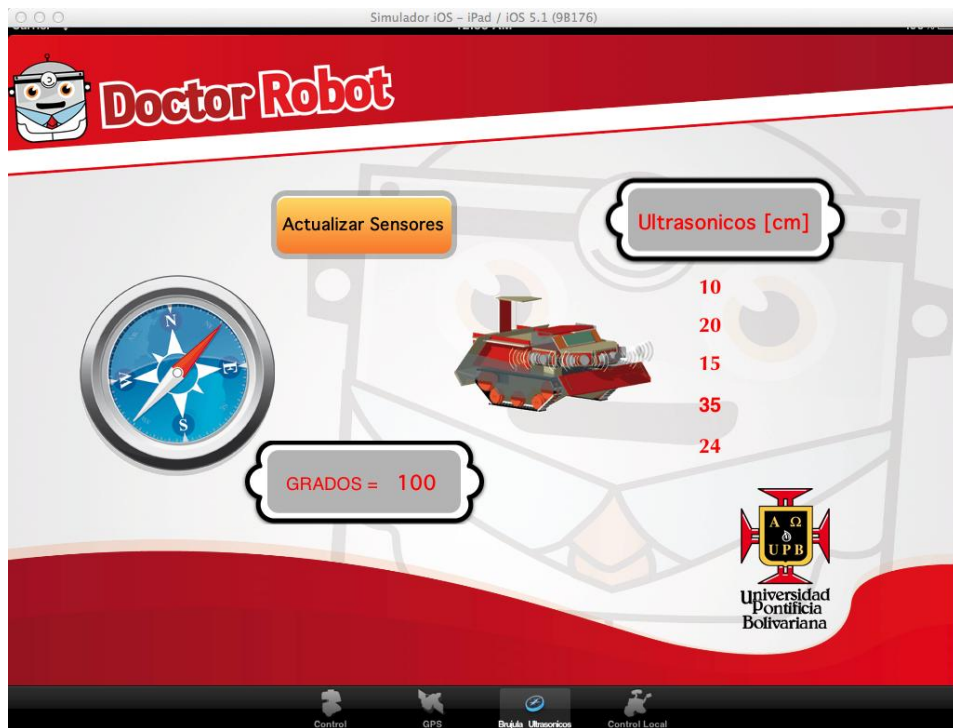 Simulador iOS – iPad / iOS 5.1 (9B176)
Doctor Robot
Actualizar Sensores
Ultrasonicos [cm]
10
20
15
35
24
N
E
S
W
GRADOS = 100
Α Ω
UPB
Universidad
Pontificia
Bolivariana
Control
GPS
Brujula Ultrasonicos
Control Local